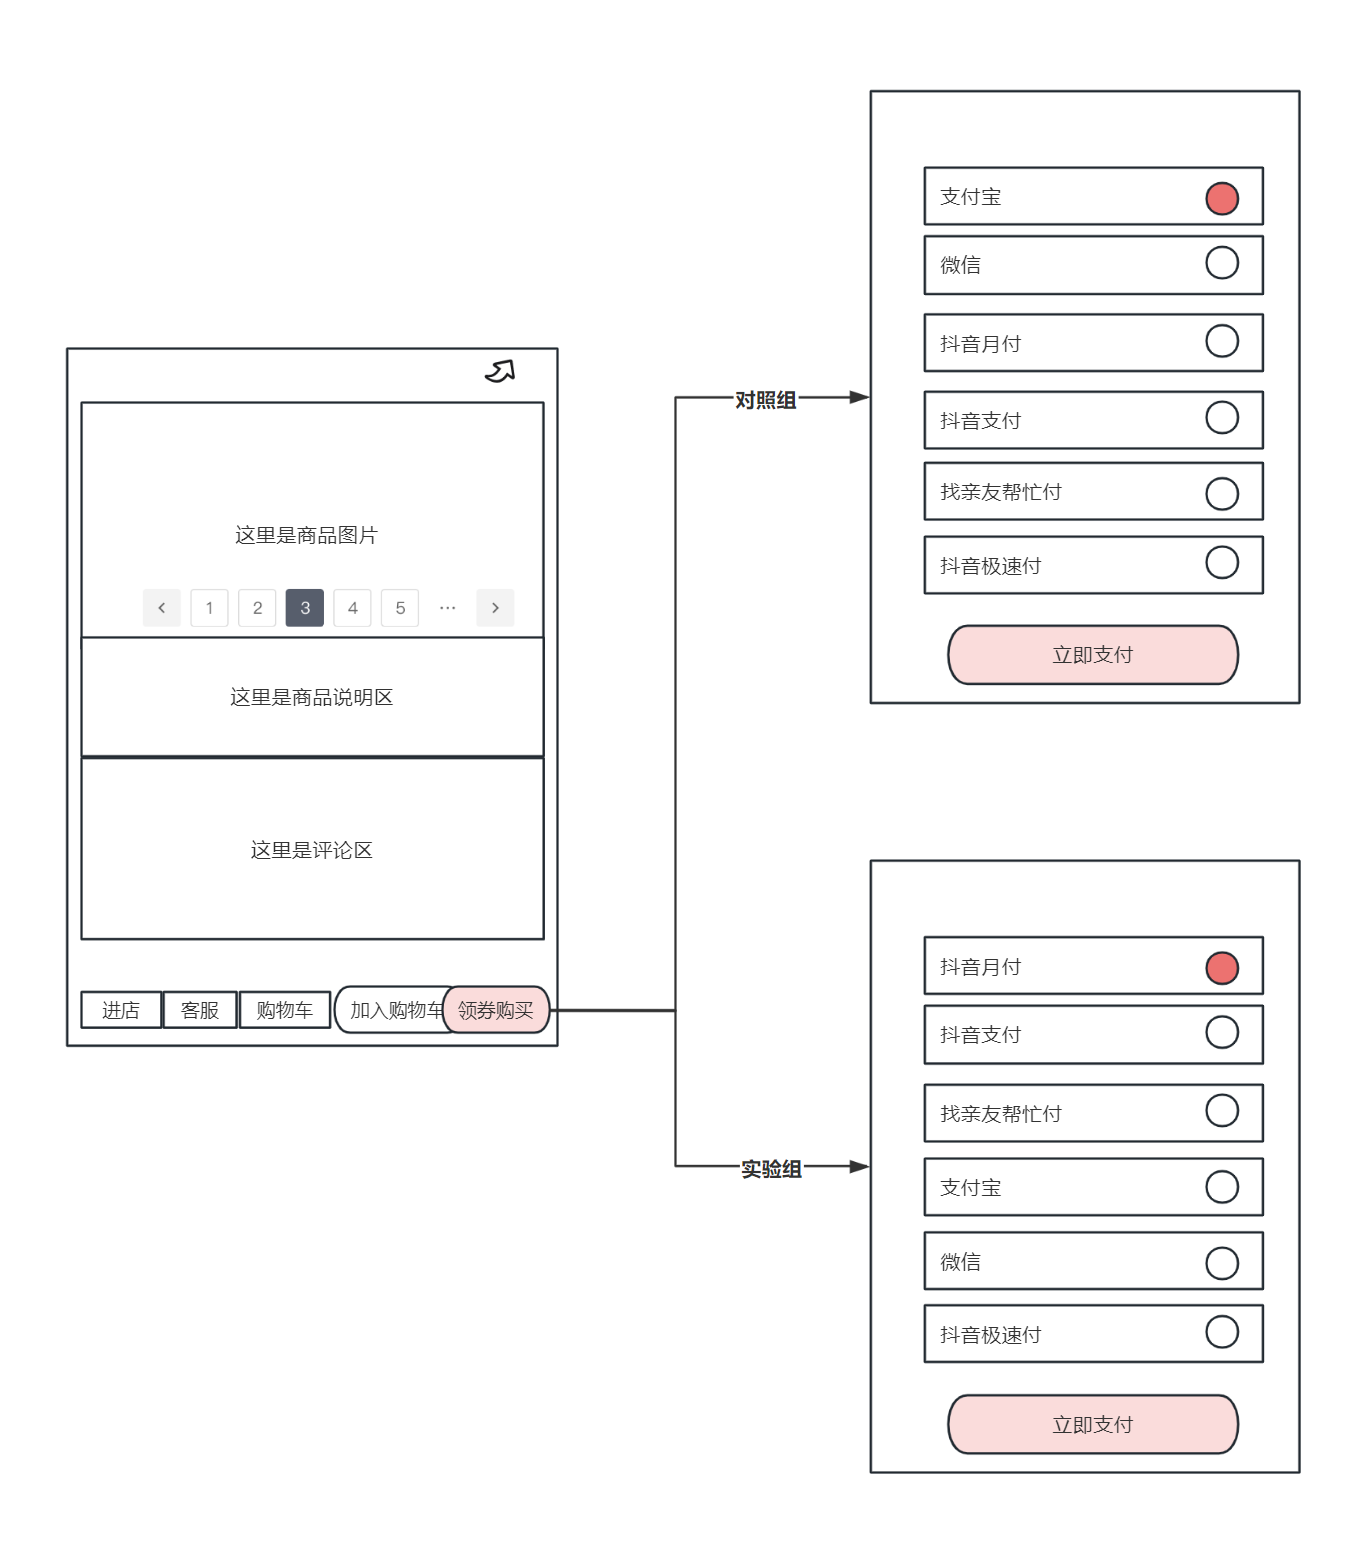 这里是商品图片
1 2 3 4 5 ···
这里是商品说明区
这里是评论区
进店 客服 购物车 加入购物车 领券购买
对照组
支付宝
微信
抖音月付
抖音支付
找亲友帮忙付
抖音极速付
立即支付
实验组
抖音月付
抖音支付
找亲友帮忙付
支付宝
微信
抖音极速付
立即支付